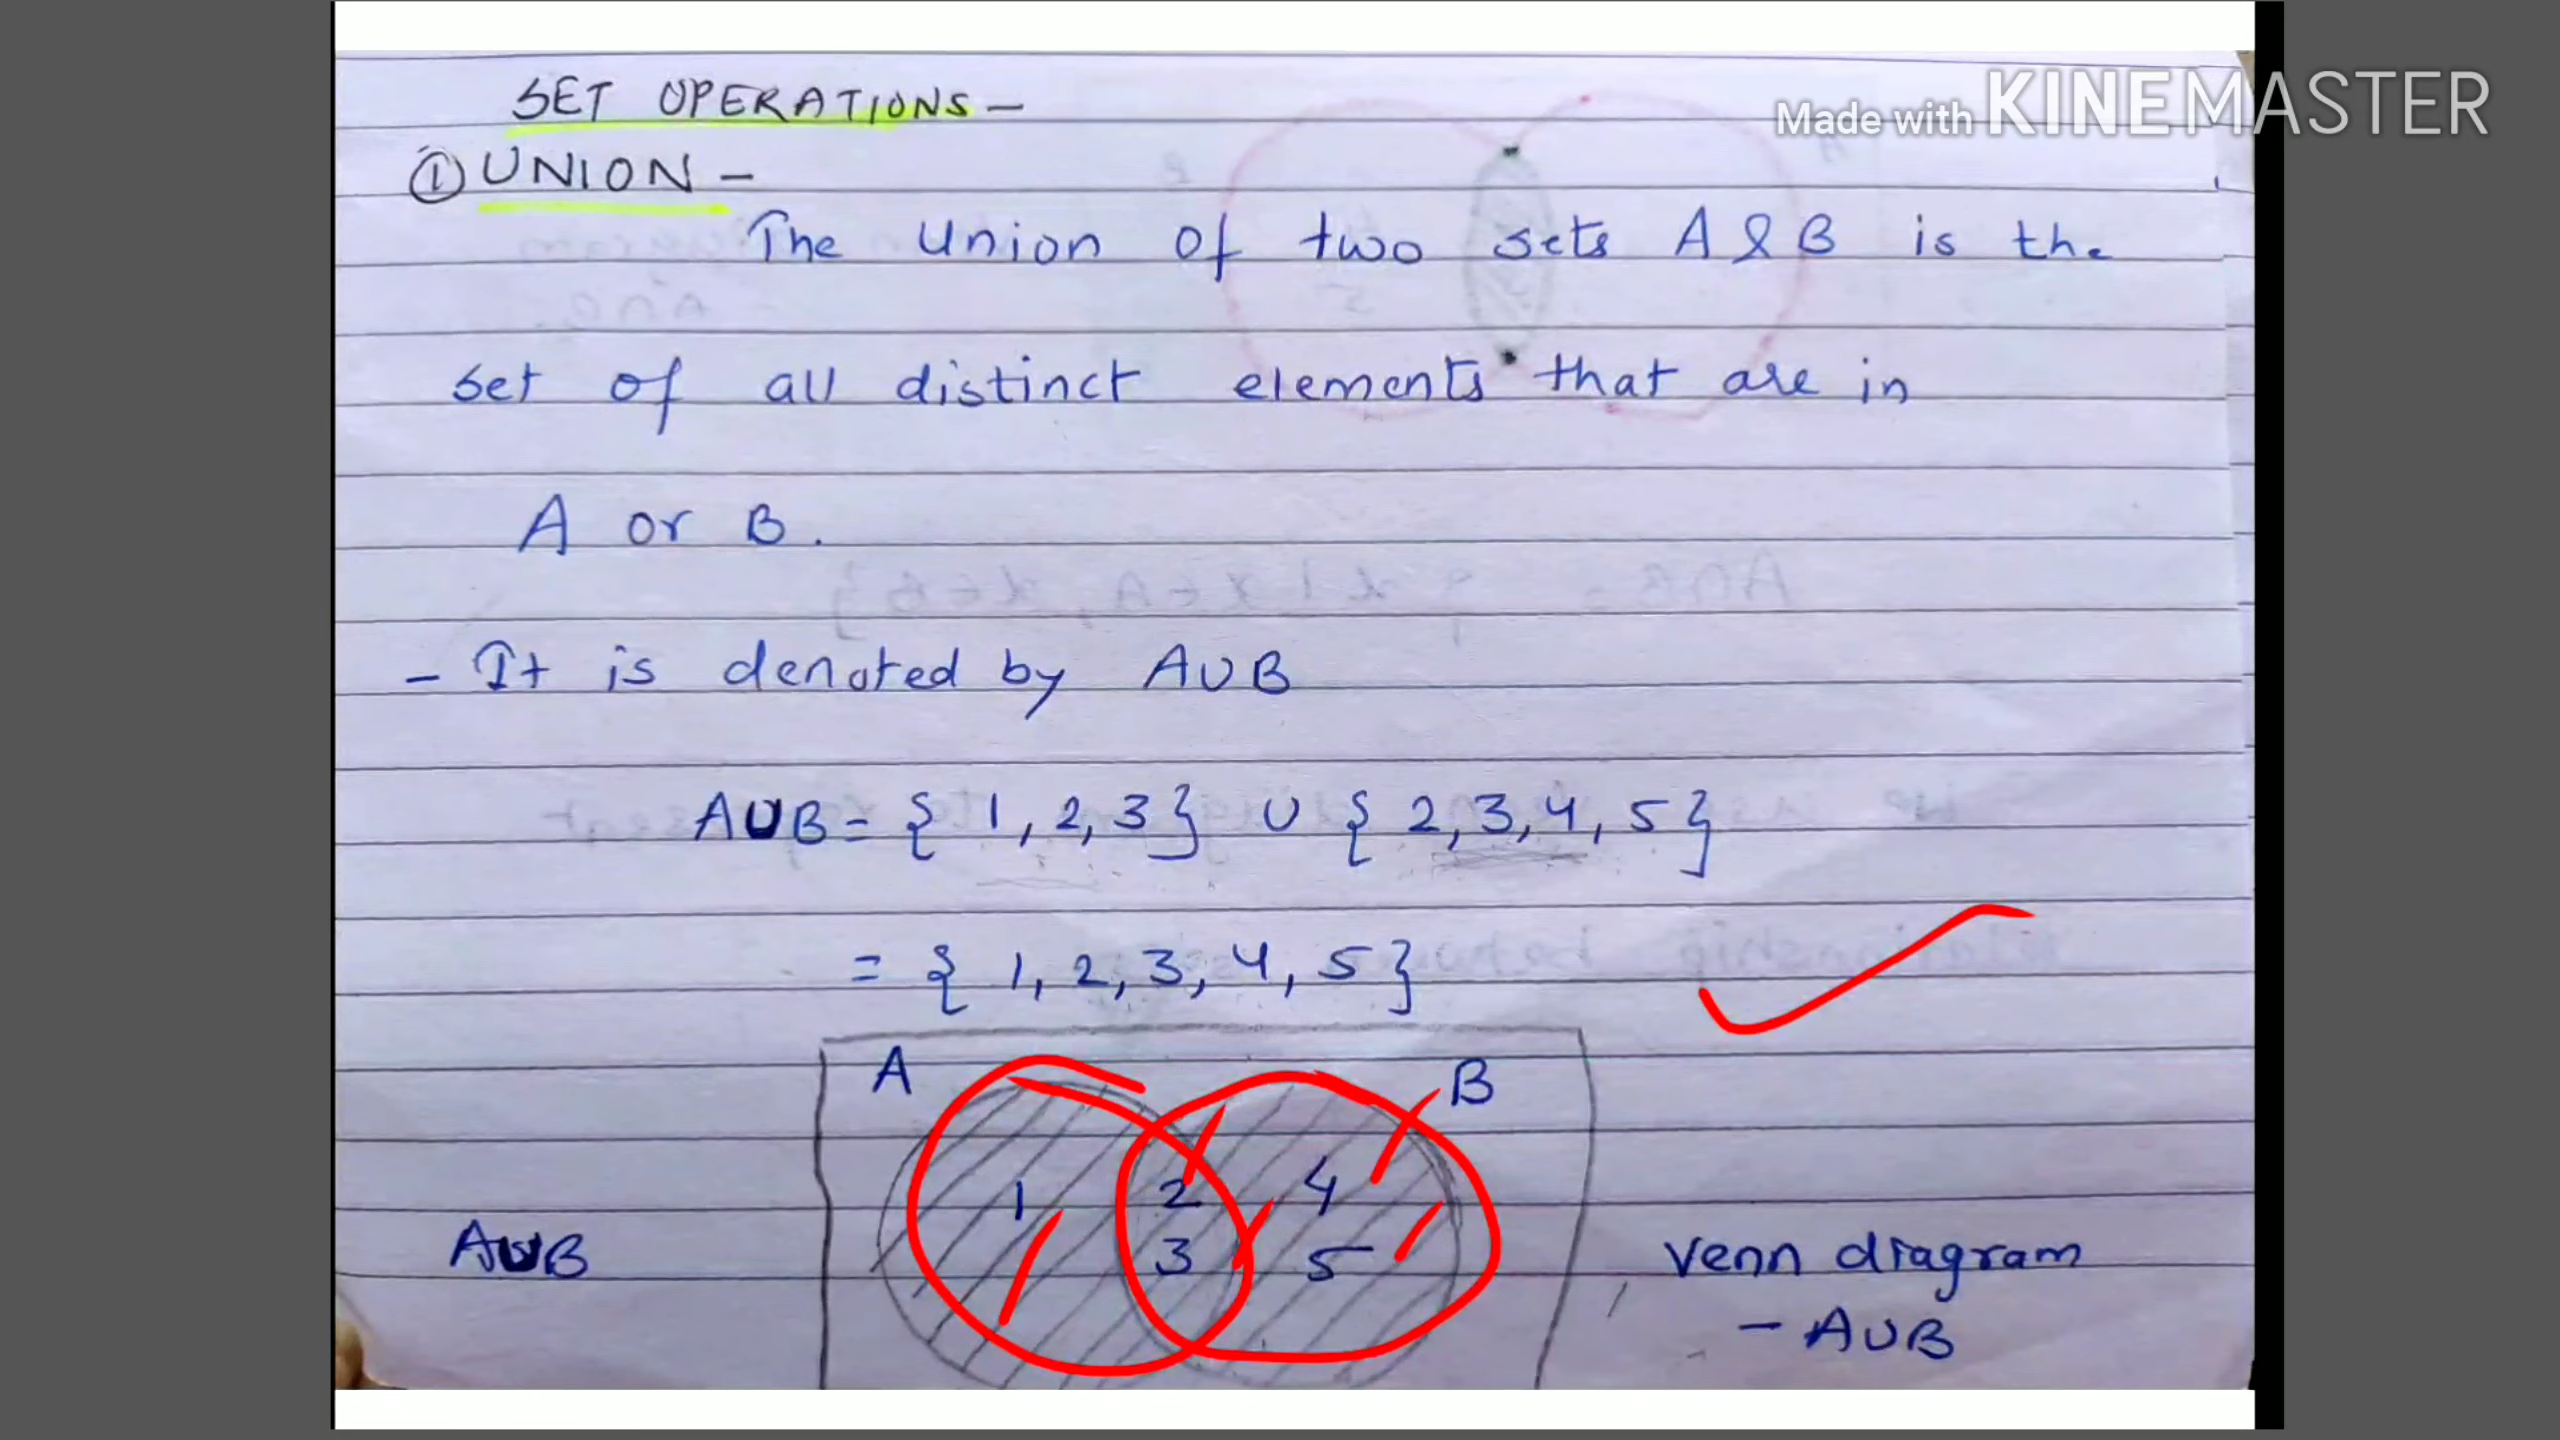 SET OPERATIONS -
Made with KINEMASTER
① UNION -
The Union of two sets A & B is the
set of all distinct elements that are in
A or B.
- It is denoted by A∪B
A∪B = { 1, 2, 3 } ∪ { 2, 3, 4, 5 }
= { 1, 2, 3, 4, 5 }
A B
1 2 4
3 5
A∪B
Venn diagram
- A∪B